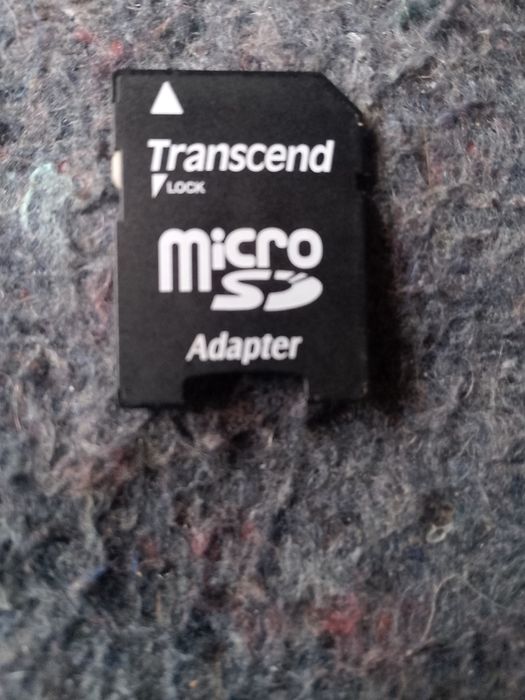 Transcend
LOCK
micro
SD
Adapter